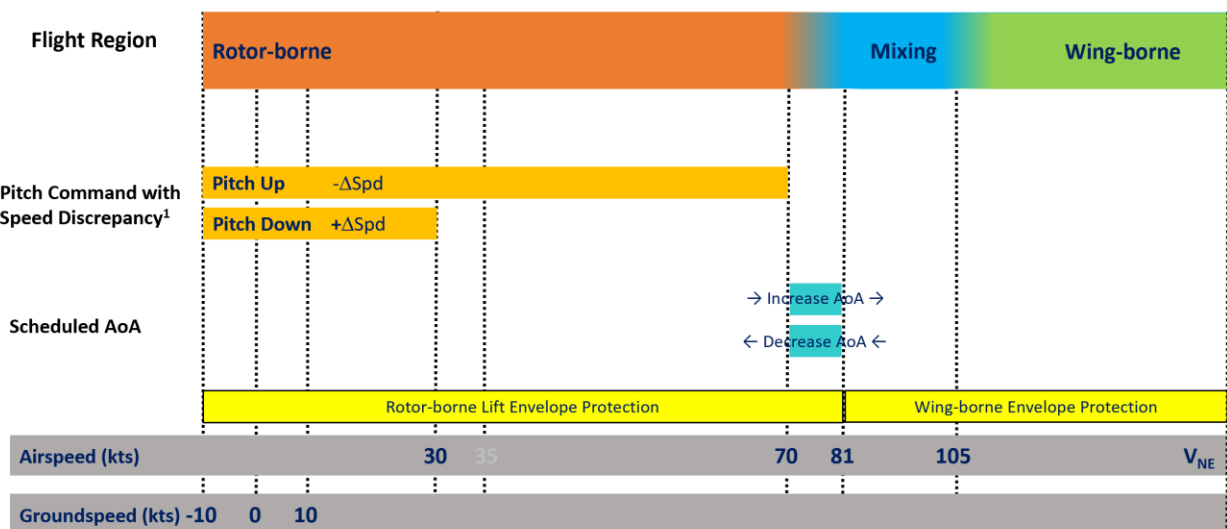 Flight Region
Rotor-borne
Mixing
Wing-borne
Pitch Command with
Speed Discrepancy¹
Pitch Up -ΔSpd
Pitch Down +ΔSpd
Scheduled AoA
→ Increase AoA →
← Decrease AoA ←
Rotor-borne Lift Envelope Protection
Wing-borne Envelope Protection
Airspeed (kts) 30 35 70 81 105 VNE
Groundspeed (kts) -10 0 10